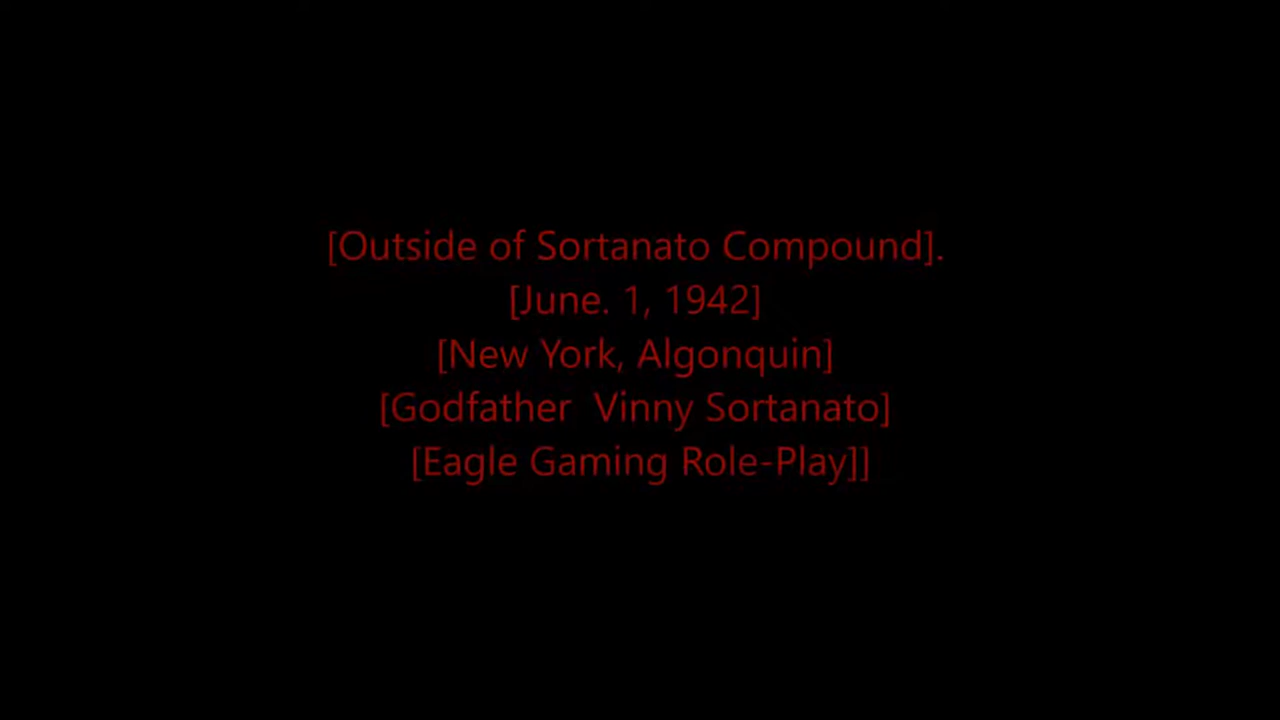 [Outside of Sortanato Compound].
[June. 1, 1942]
[New York, Algonquin]
[Godfather  Vinny Sortanato]
[Eagle Gaming Role-Play]]